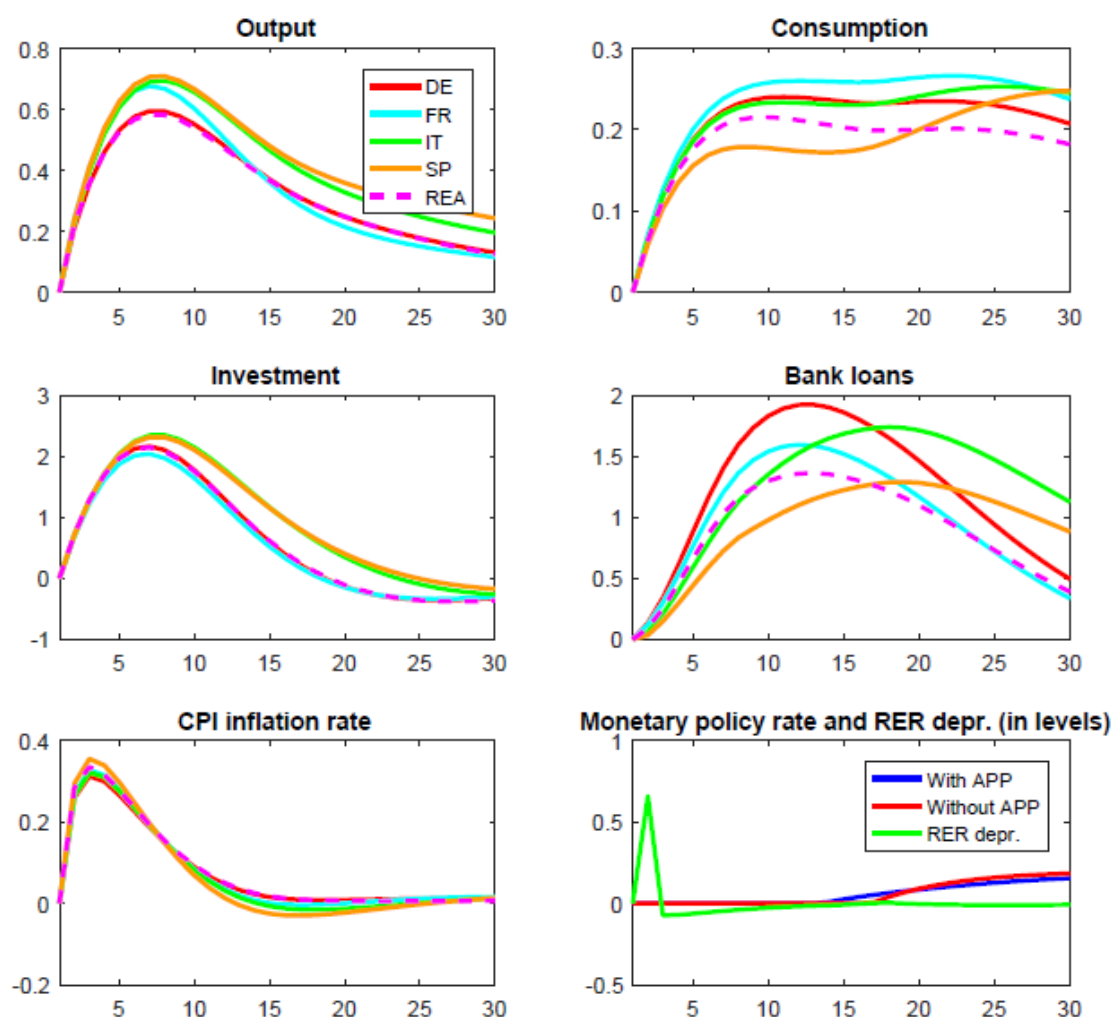 Output
0.8
0.6
0.4
0.2
0
5 10 15 20 25 30
DE
FR
IT
SP
REA
Consumption
0.3
0.2
0.1
0
5 10 15 20 25 30
Investment
3
2
1
0
-1
5 10 15 20 25 30
Bank loans
2
1.5
1
0.5
0
5 10 15 20 25 30
CPI inflation rate
0.4
0.2
0
-0.2
5 10 15 20 25 30
Monetary policy rate and RER depr. (in levels)
1
0.5
0
-0.5
5 10 15 20 25 30
With APP
Without APP
RER depr.